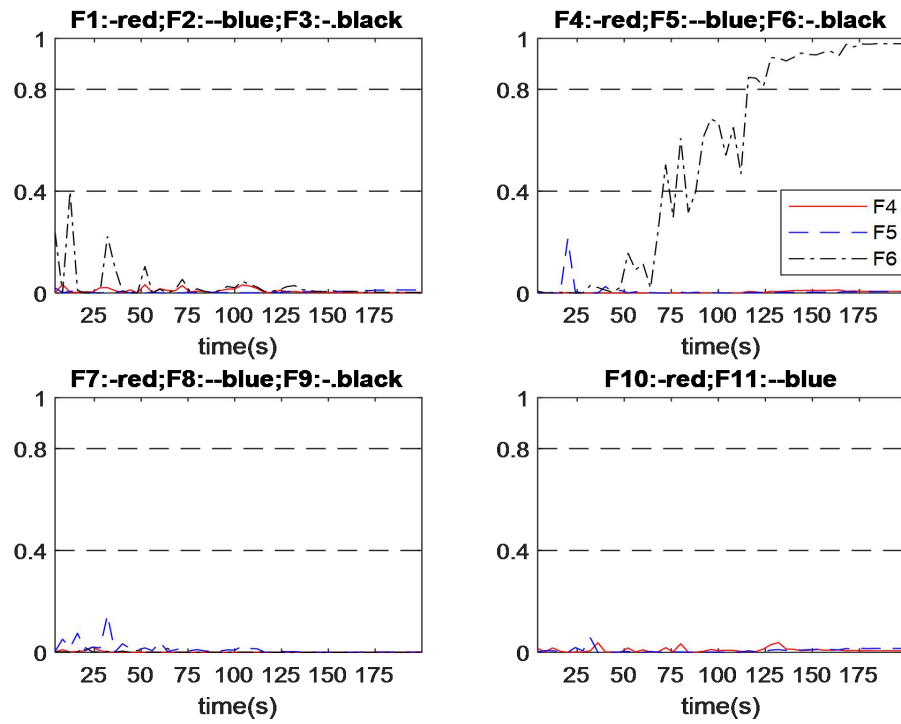 F1:-red;F2:--blue;F3:-.black
1
0.8
0.4
0
25 50 75 100 125 150 175
time(s)
F4:-red;F5:--blue;F6:-.black
1
0.8
0.4
0
F4
F5
F6
25 50 75 100 125 150 175
time(s)
F7:-red;F8:--blue;F9:-.black
1
0.8
0.4
0
25 50 75 100 125 150 175
time(s)
F10:-red;F11:--blue
1
0.8
0.4
0
25 50 75 100 125 150 175
time(s)